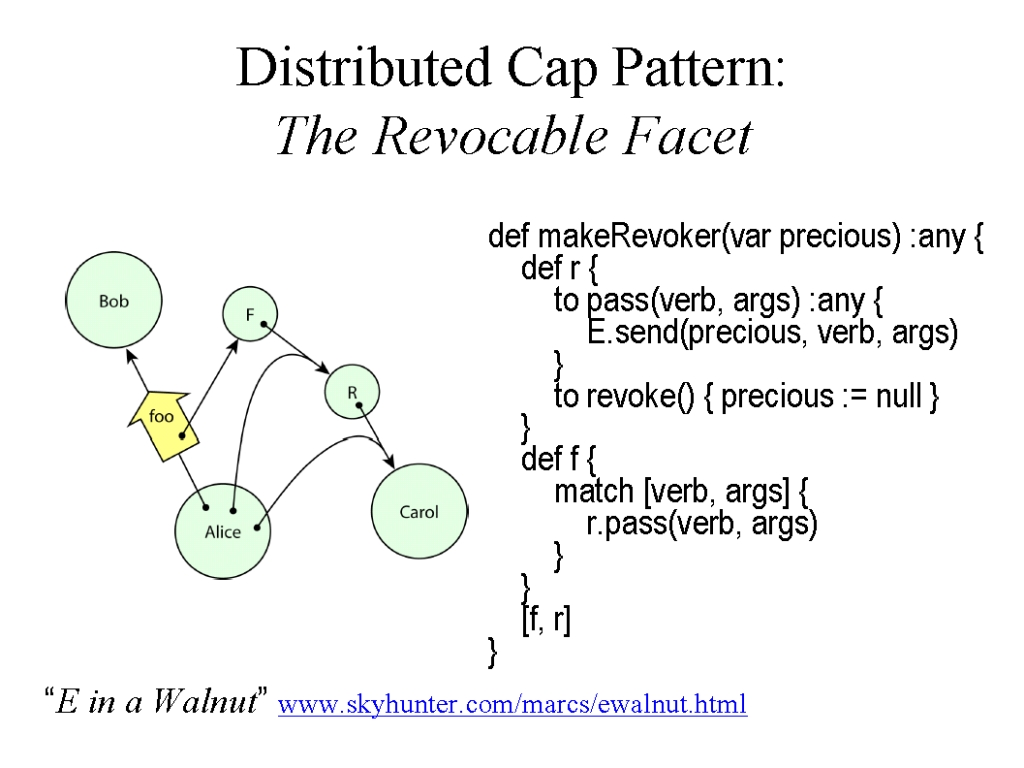 Distributed Cap Pattern:
The Revocable Facet
Bob
F
R
foo
Alice
Carol
def makeRevoker(var precious) :any {
def r {
to pass(verb, args) :any {
E.send(precious, verb, args)
}
to revoke() { precious := null }
}
def f {
match [verb, args] {
r.pass(verb, args)
}
}
[f, r]
}
“E in a Walnut” www.skyhunter.com/marcs/ewalnut.html